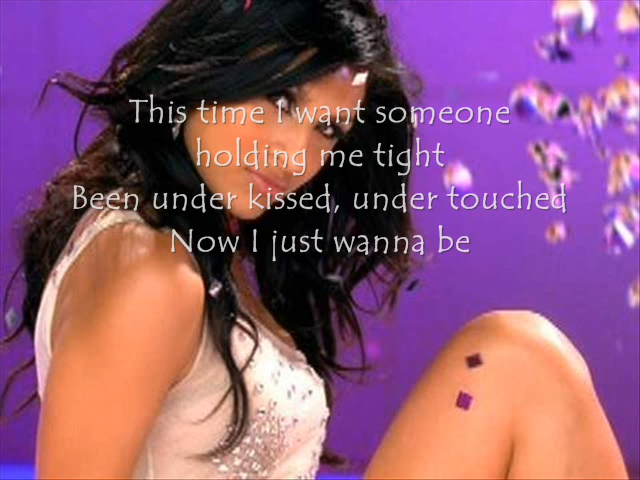 This time I want someone
holding me tight
Been under kissed, under touched
Now I just wanna be